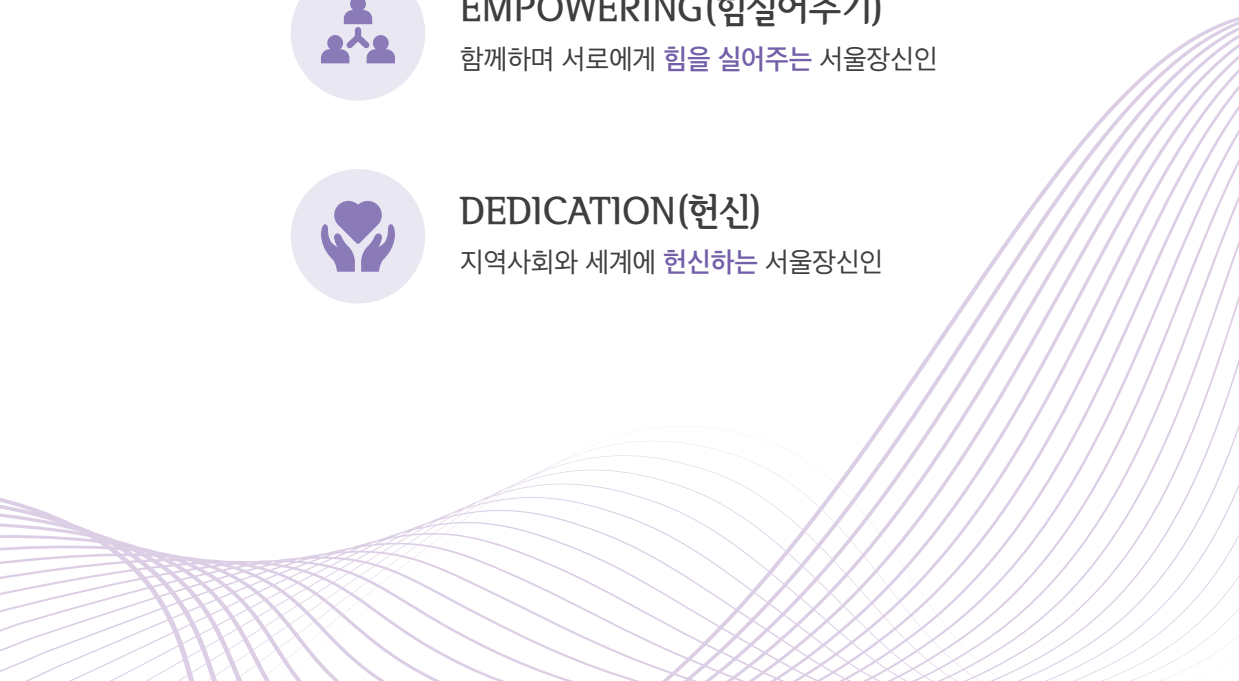 EMPOWERING(힘실어주기)
함께하며 서로에게 힘을 실어주는 서울장신인
DEDICATION(헌신)
지역사회와 세계에 헌신하는 서울장신인